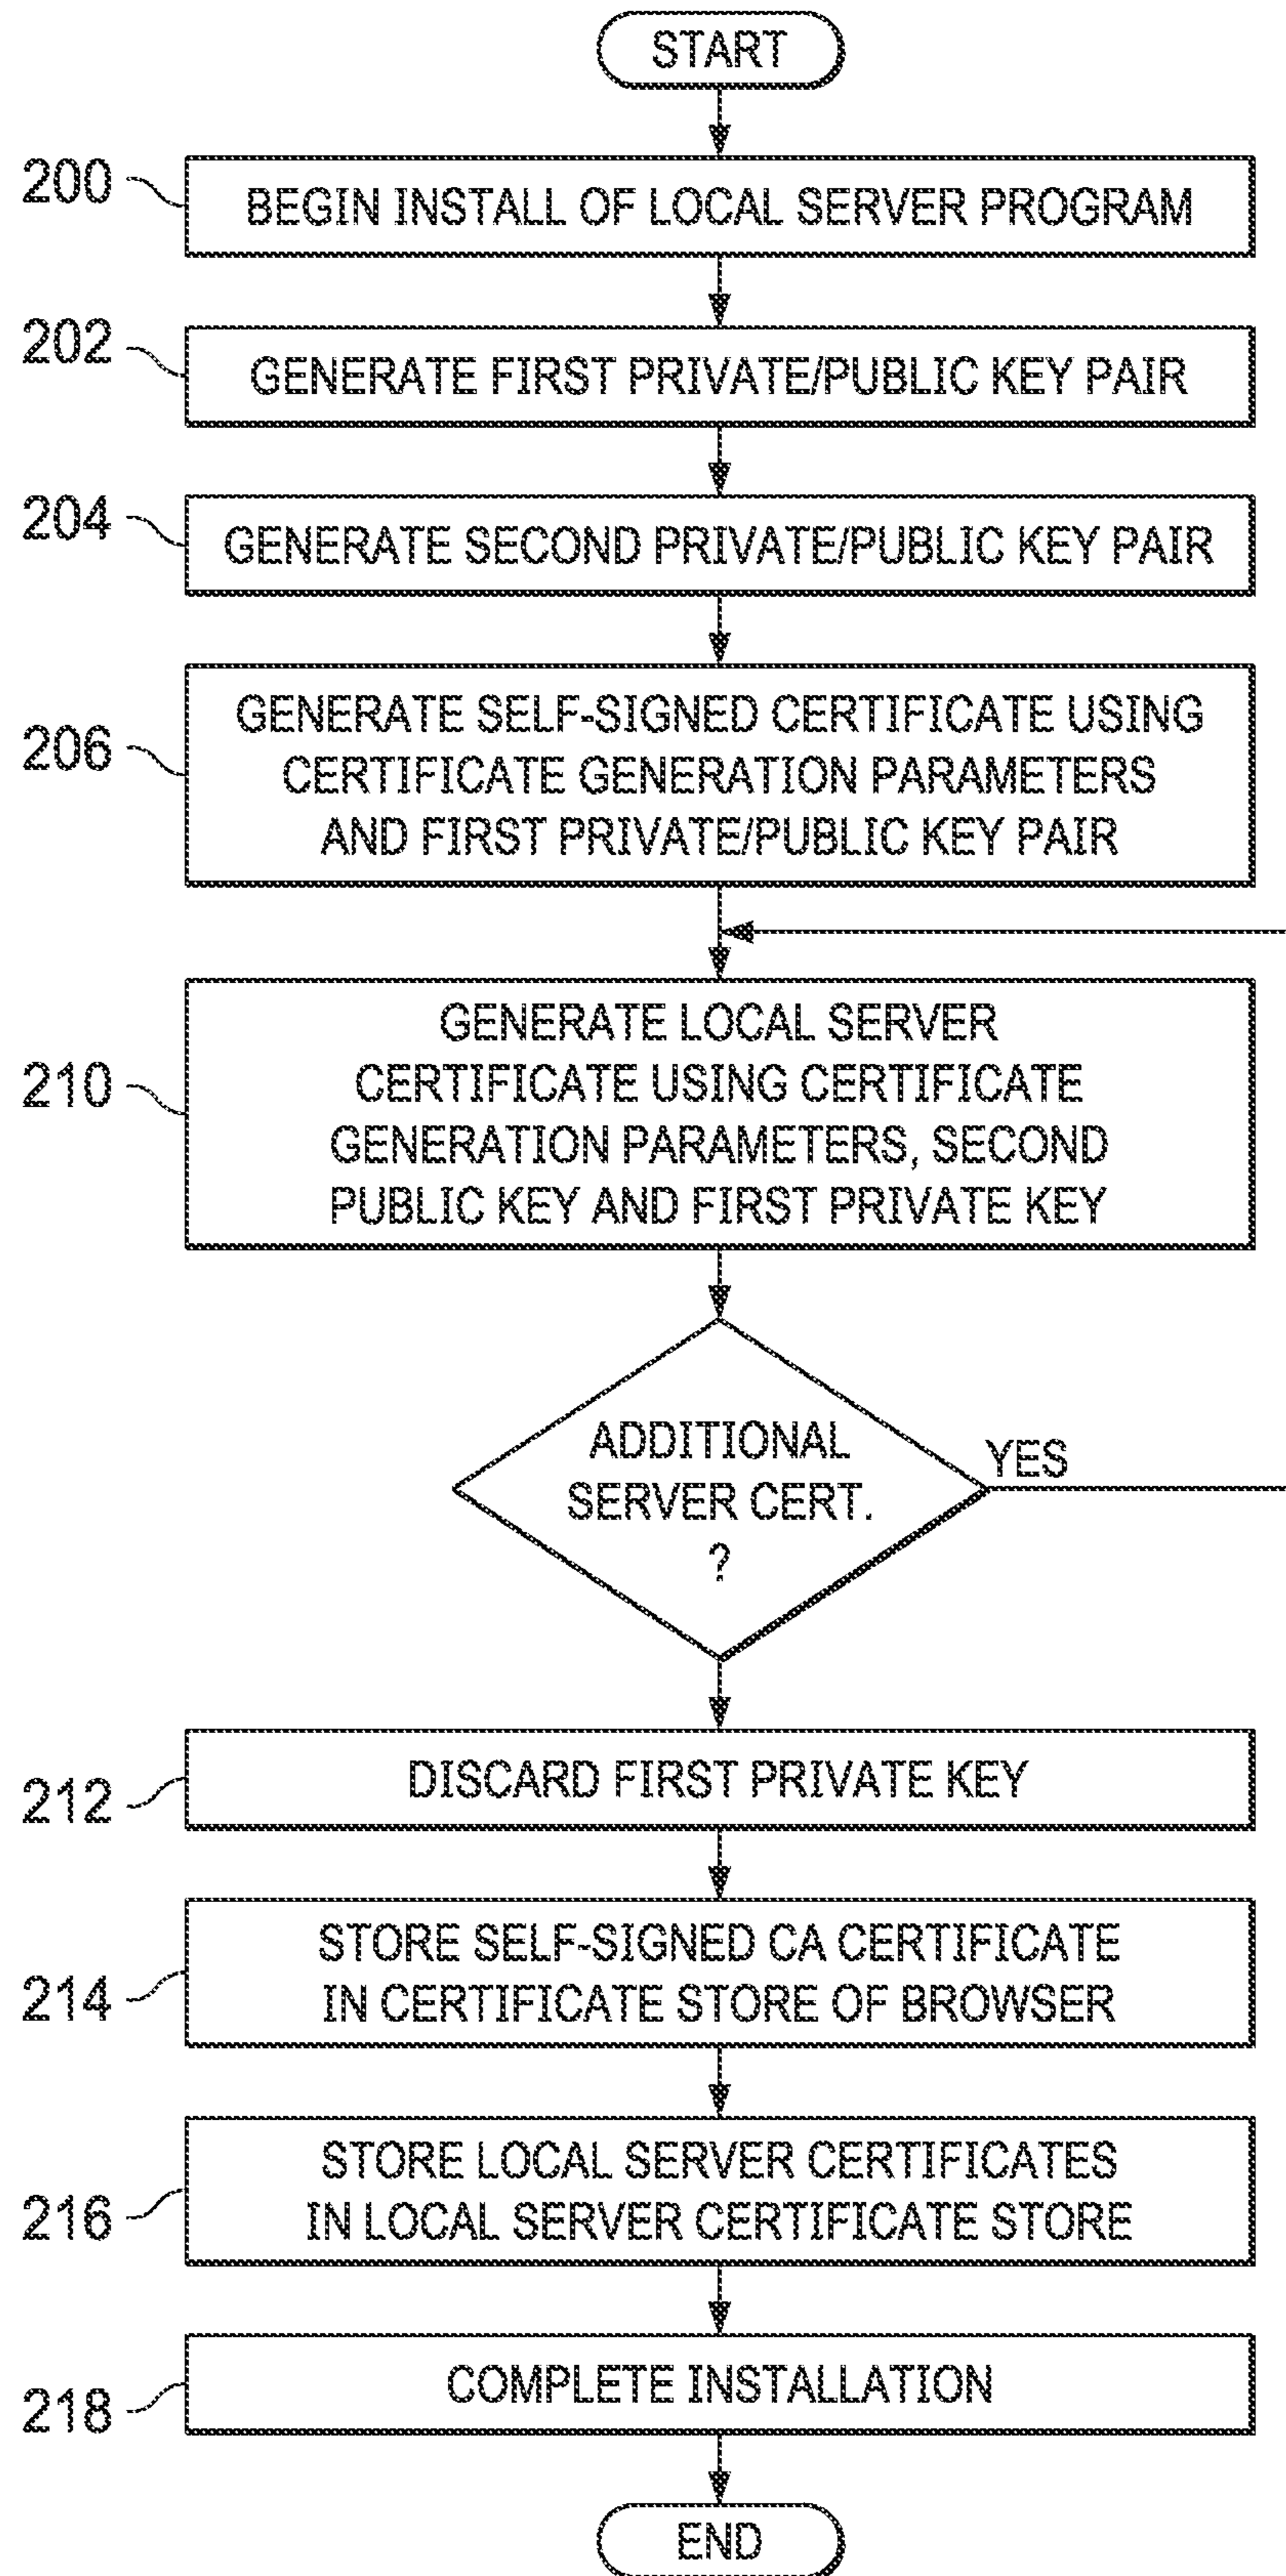 START
200
BEGIN INSTALL OF LOCAL SERVER PROGRAM
202
GENERATE FIRST PRIVATE/PUBLIC KEY PAIR
204
GENERATE SECOND PRIVATE/PUBLIC KEY PAIR
206
GENERATE SELF-SIGNED CERTIFICATE USING
CERTIFICATE GENERATION PARAMETERS
AND FIRST PRIVATE/PUBLIC KEY PAIR
210
GENERATE LOCAL SERVER
CERTIFICATE USING CERTIFICATE
GENERATION PARAMETERS, SECOND
PUBLIC KEY AND FIRST PRIVATE KEY
ADDITIONAL
SERVER CERT.
?
YES
212
DISCARD FIRST PRIVATE KEY
214
STORE SELF-SIGNED CA CERTIFICATE
IN CERTIFICATE STORE OF BROWSER
216
STORE LOCAL SERVER CERTIFICATES
IN LOCAL SERVER CERTIFICATE STORE
218
COMPLETE INSTALLATION
END